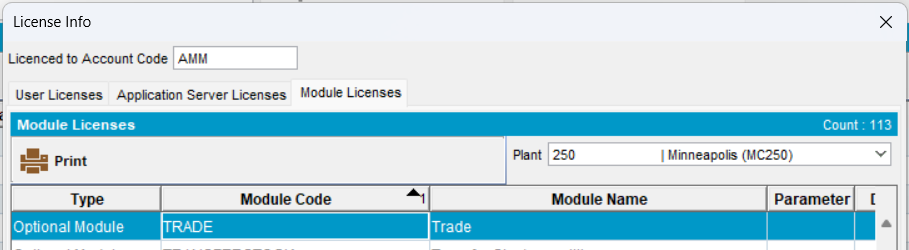 License Info
Licenced to Account Code AMM
User Licenses Application Server Licenses Module Licenses
Module Licenses Count : 113
Print Plant 250 | Minneapolis (MC250)
Type Module Code 1 Module Name Parameter
Optional Module TRADE Trade